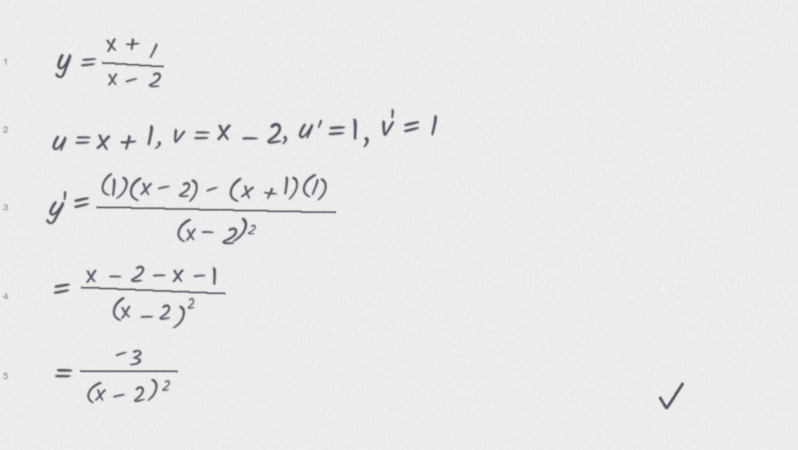 1 y = (x + 1)/(x - 2)
2 u = x + 1, v = x - 2, u' = 1, v' = 1
3 y' = ((1)(x - 2) - (x + 1)(1))/(x - 2)²
4 = (x - 2 - x - 1)/(x - 2)²
5 = (-3)/(x - 2)² ✓